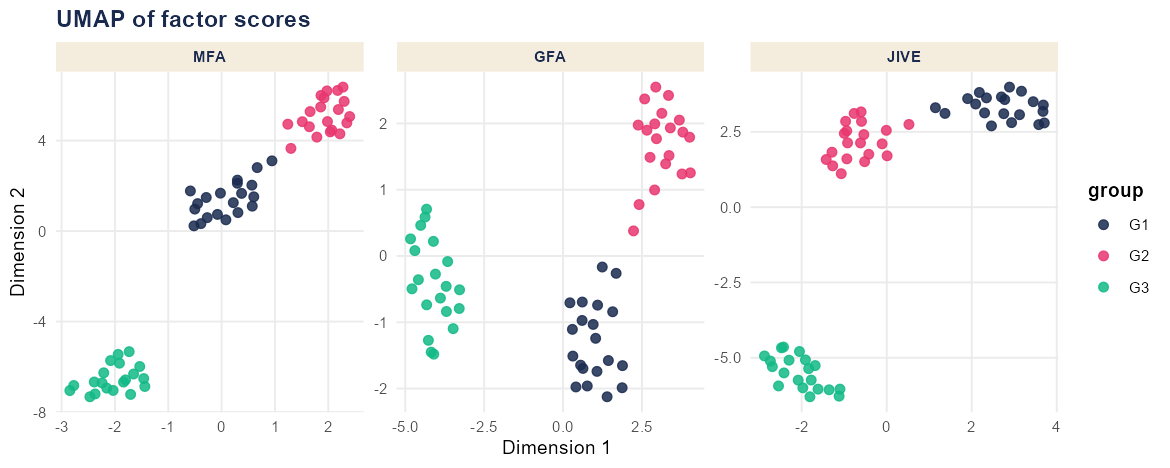 UMAP of factor scores
MFA
GFA
JIVE
Dimension 2
4
0
-4
-8
-3
-2
-1
0
1
2
2
1
0
-1
-2
-5.0
-2.5
0.0
2.5
2.5
0.0
-2.5
-5.0
-2
0
2
4
Dimension 1
group
G1
G2
G3